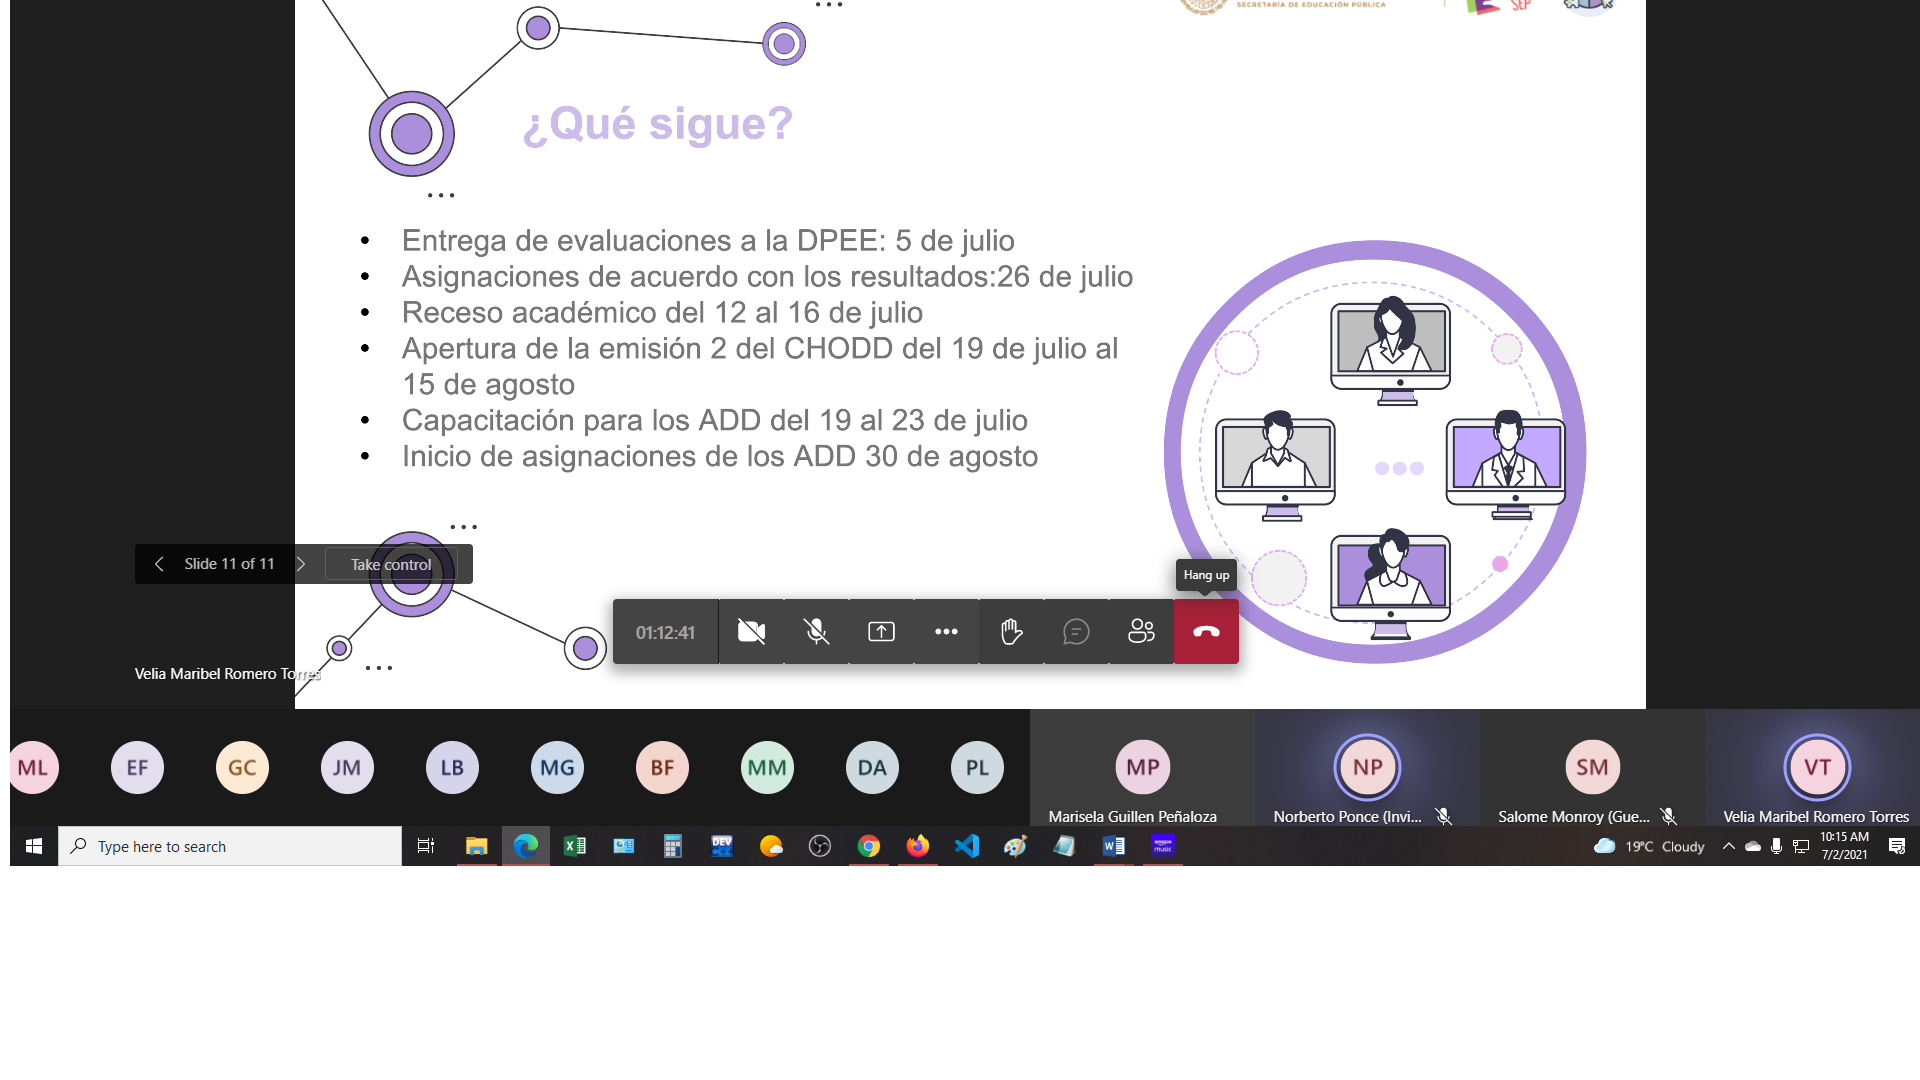 SECRETARÍA DE EDUCACIÓN PÚBLICA
SEP
¿Qué sigue?
• Entrega de evaluaciones a la DPEE: 5 de julio
• Asignaciones de acuerdo con los resultados:26 de julio
• Receso académico del 12 al 16 de julio
• Apertura de la emisión 2 del CHODD del 19 de julio al
15 de agosto
• Capacitación para los ADD del 19 al 23 de julio
• Inicio de asignaciones de los ADD 30 de agosto
Slide 11 of 11
Take control
Hang up
01:12:41
Velia Maribel Romero Torres
ML EF GC JM LB MG BF MM DA PL MP NP SM VT
Marisela Guillen Peñaloza
Norberto Ponce (Invi...
Salome Monroy (Gue...
Velia Maribel Romero Torres
Type here to search
DEV
amazon music
19°C Cloudy
10:15 AM
7/2/2021